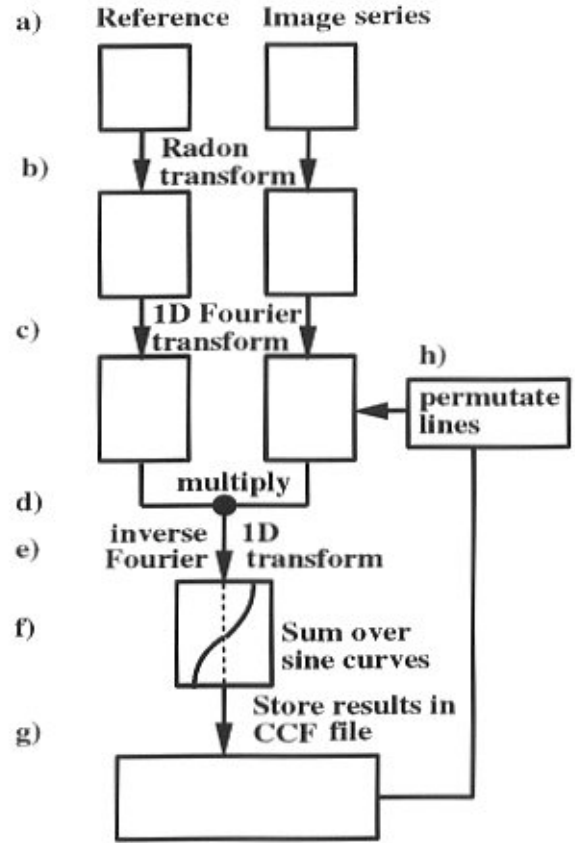 a) Reference Image series
b) Radon
transform
c) 1D Fourier
transform
h)
permutate
lines
multiply
d)
inverse 1D
e) Fourier transform
f) Sum over
sine curves
Store results in
g) CCF file